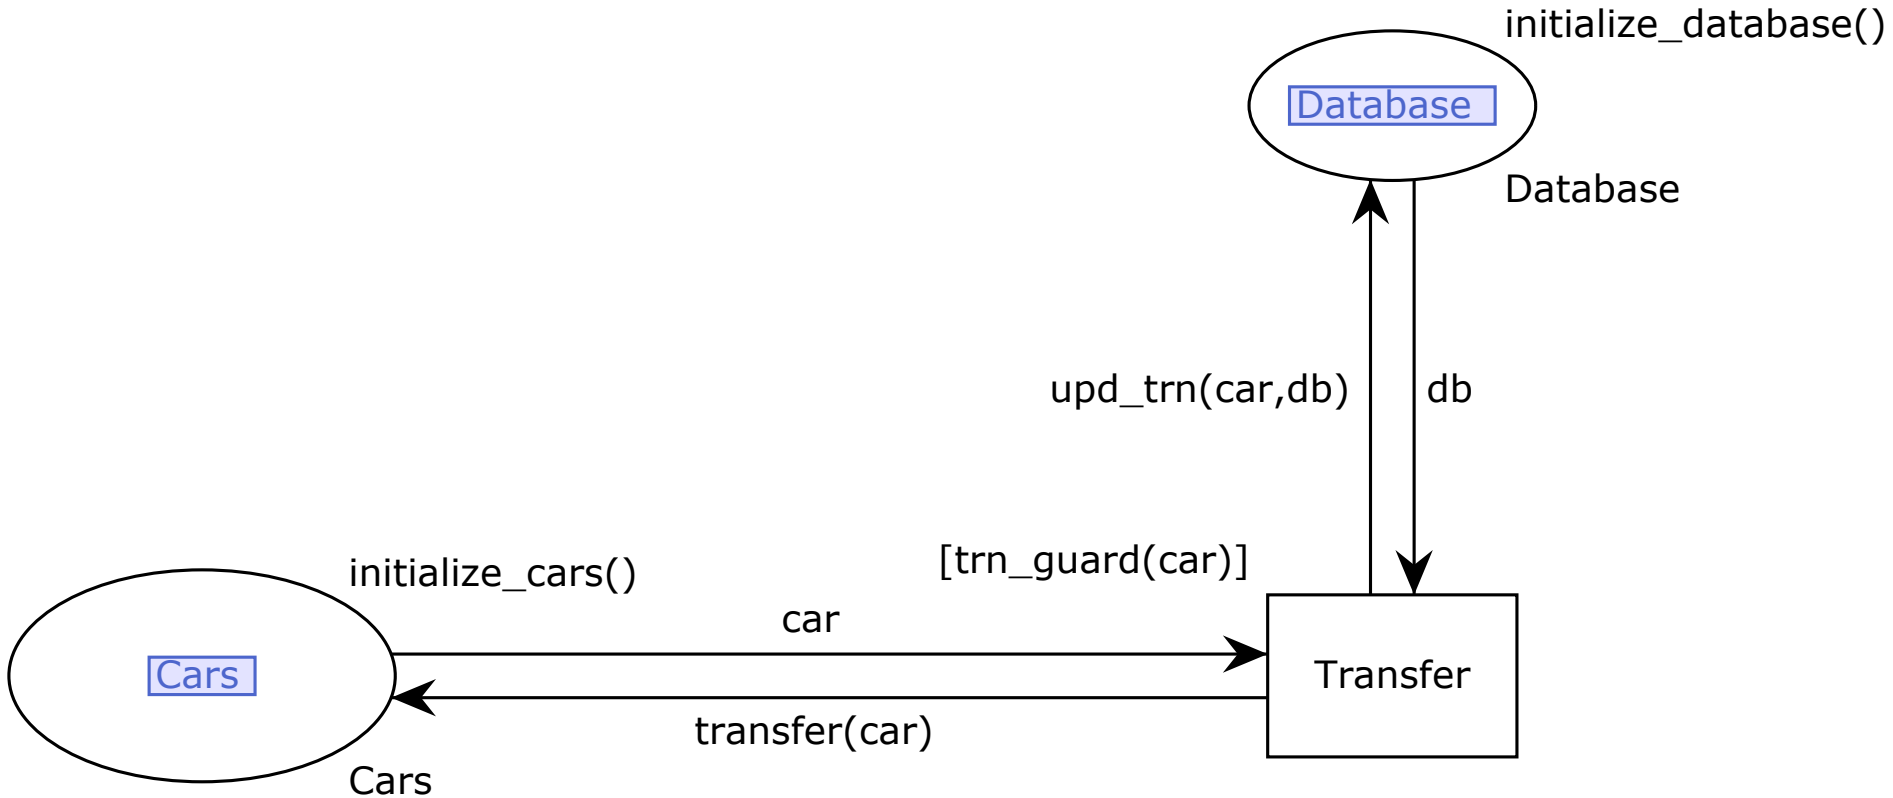 initialize_database()
Database
Database
upd_trn(car,db)
db
[trn_guard(car)]
initialize_cars()
car
Cars
Transfer
transfer(car)
Cars